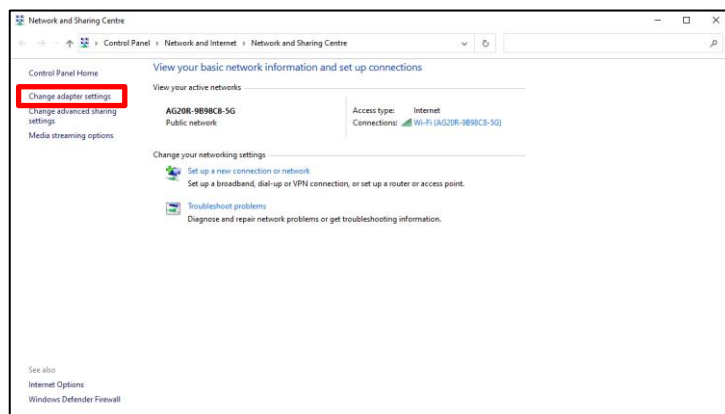 Network and Sharing Centre
Control Panel > Network and Internet > Network and Sharing Centre
Control Panel Home
Change adapter settings
Change advanced sharing
settings
Media streaming options
View your basic network information and set up connections
View your active networks
AG20R-9B98C8-5G
Public network
Access type: Internet
Connections: Wi-Fi (AG20R-9B98C8-5G)
Change your networking settings
Set up a new connection or network
Set up a broadband, dial-up or VPN connection, or set up a router or access point.
Troubleshoot problems
Diagnose and repair network problems or get troubleshooting information.
See also
Internet Options
Windows Defender Firewall